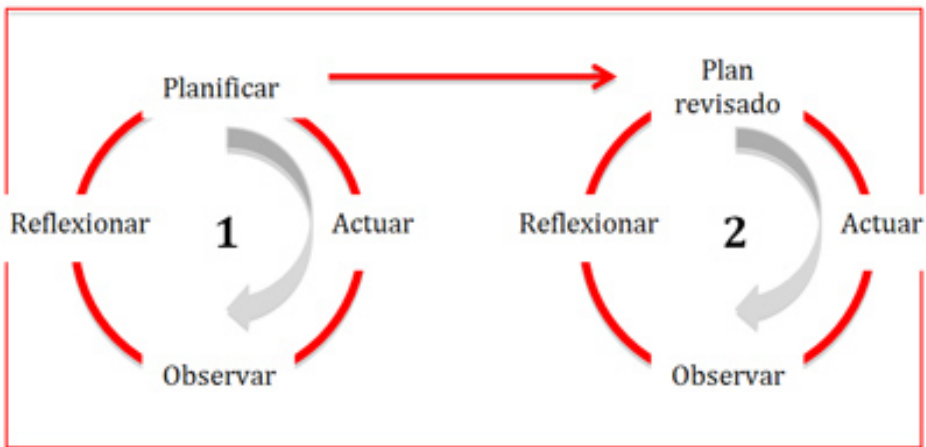 Planificar
Plan
revisado
Reflexionar
1
Actuar
Reflexionar
2
Actuar
Observar
Observar